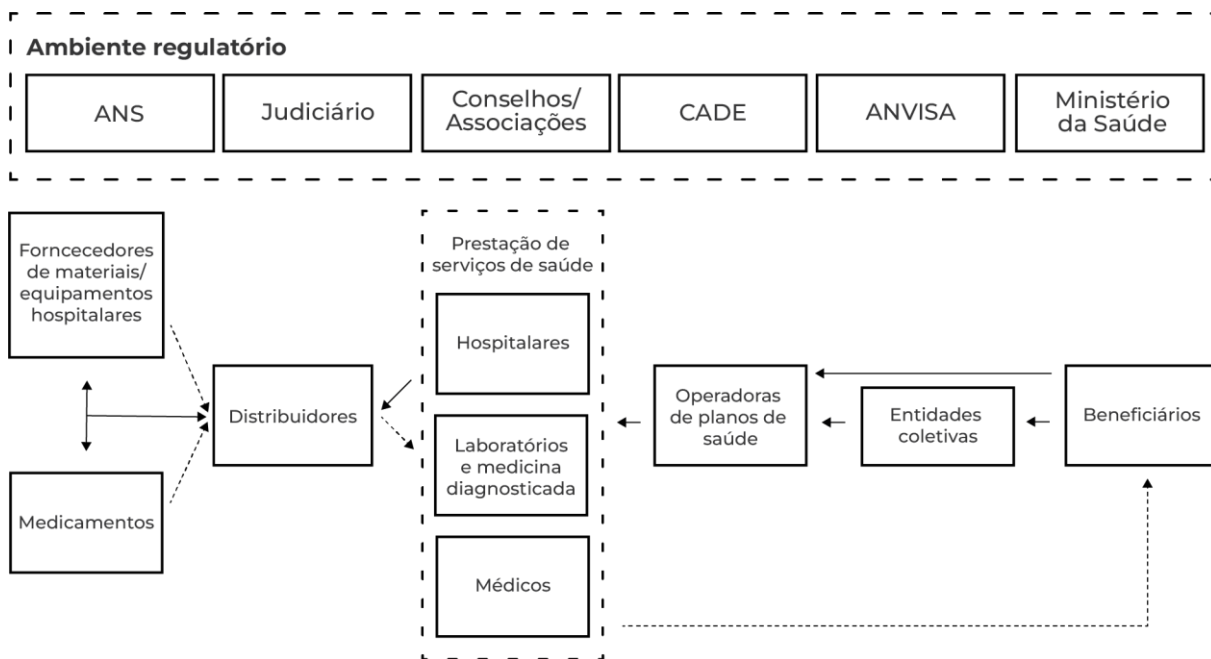 Ambiente regulatório
ANS
Judiciário
Conselhos/
Associações
CADE
ANVISA
Ministério
da Saúde
Forncecedores
de materiais/
equipamentos
hospitalares
Medicamentos
Distribuidores
Prestação de
serviços de saúde
Hospitalares
Laboratórios
e medicina
diagnosticada
Médicos
Operadoras
de planos de
saúde
Entidades
coletivas
Beneficiários